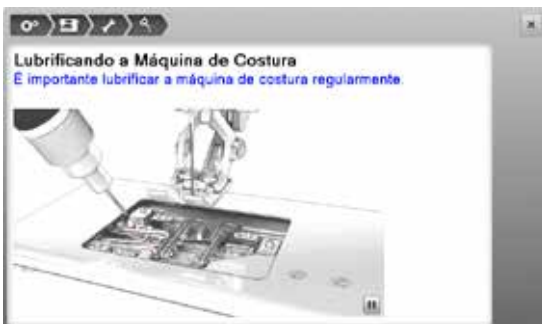 Lubrificando a Máquina de Costura
É importante lubrificar a máquina de costura regularmente.